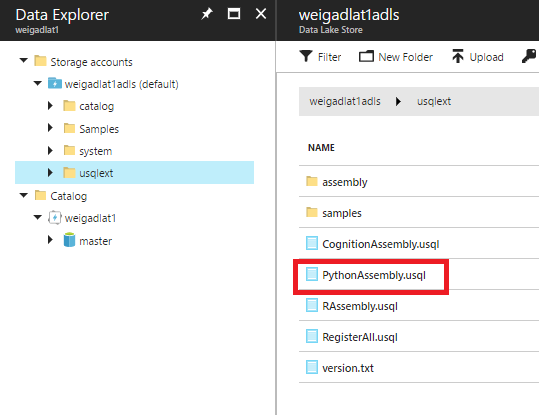 Data Explorer
weigadlat1
Storage accounts
weigadlat1adls (default)
catalog
Samples
system
usqlext
Catalog
weigadlat1
master
weigadlat1adls
Data Lake Store
Filter New Folder Upload
weigadlat1adls usqlext
NAME
assembly
samples
CognitionAssembly.usql
PythonAssembly.usql
RAssembly.usql
RegisterAll.usql
version.txt